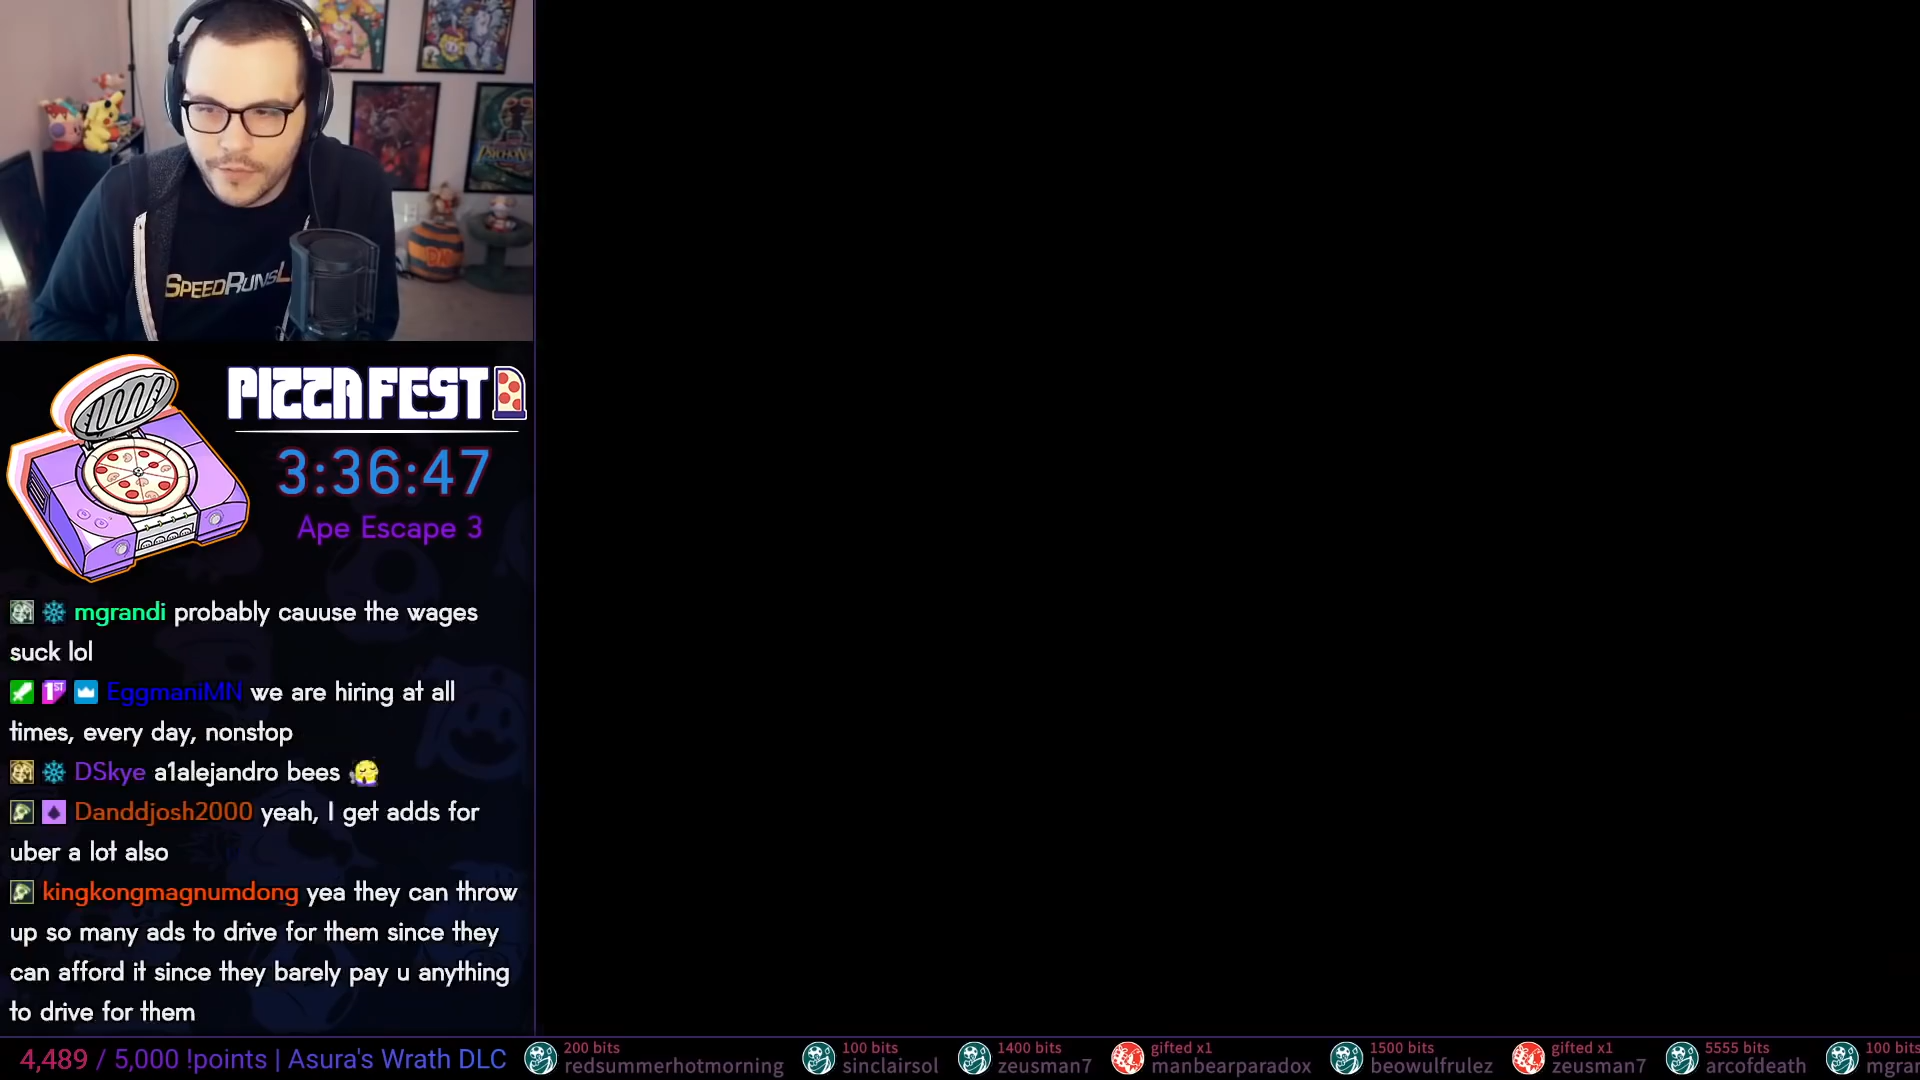 SPEEDRUNSL
PIZZA FEST
3:36:47
Ape Escape 3
mgrandi probably cauuse the wages
suck lol
1ST EggmaniMN we are hiring at all
times, every day, nonstop
DSkye a1alejandro bees
Danddjosh2000 yeah, I get adds for
uber a lot also
kingkongmagnumdong yea they can throw
up so many ads to drive for them since they
can afford it since they barely pay u anything
to drive for them
4,489 / 5,000 !points | Asura's Wrath DLC
200 bits
redsummerhotmorning
100 bits
sinclairsol
1400 bits
zeusman7
gifted x1
manbearparadox
1500 bits
beowulfrulez
gifted x1
zeusman7
5555 bits
arcofdeath
100 bits
mgran